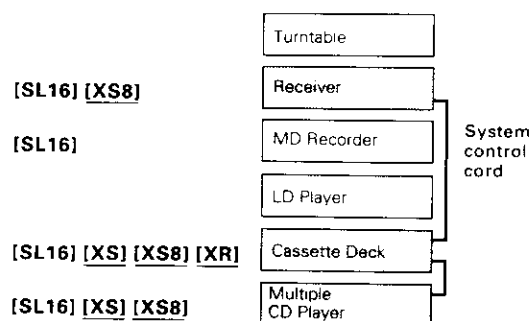 Turntable
[SL16] [XS8] Receiver
[SL16] MD Recorder
System
control
cord
LD Player
[SL16] [XS] [XS8] [XR] Cassette Deck
[SL16] [XS] [XS8] Multiple
CD Player